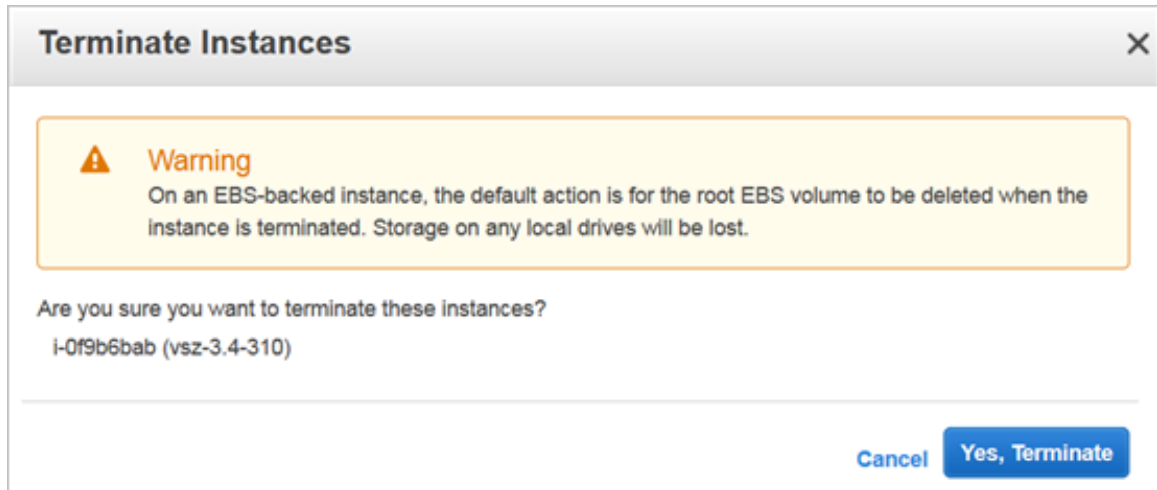 Terminate Instances
Warning
On an EBS-backed instance, the default action is for the root EBS volume to be deleted when the
instance is terminated. Storage on any local drives will be lost.
Are you sure you want to terminate these instances?
i-0f9b6bab (vsz-3.4-310)
Cancel
Yes, Terminate